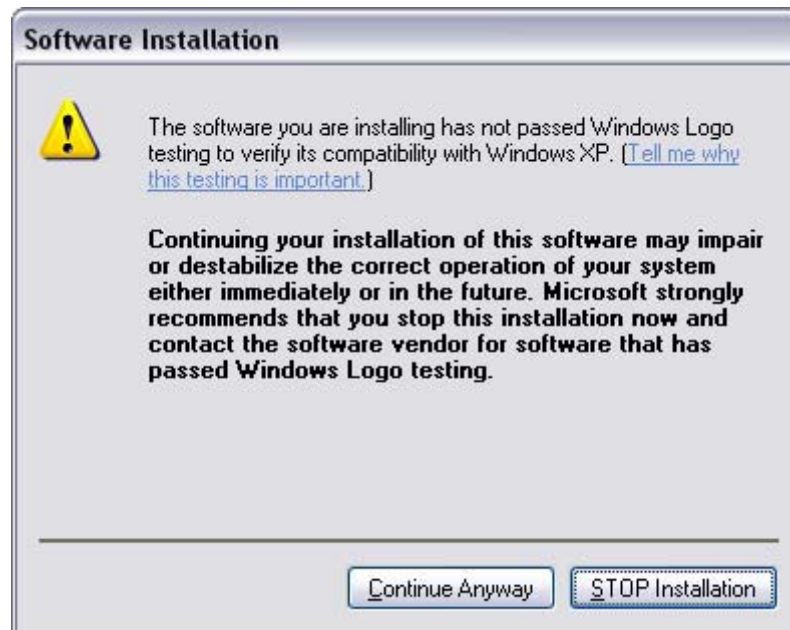 Software Installation
The software you are installing has not passed Windows Logo
testing to verify its compatibility with Windows XP. (Tell me why
this testing is important.)
Continuing your installation of this software may impair
or destabilize the correct operation of your system
either immediately or in the future. Microsoft strongly
recommends that you stop this installation now and
contact the software vendor for software that has
passed Windows Logo testing.
Continue Anyway
STOP Installation